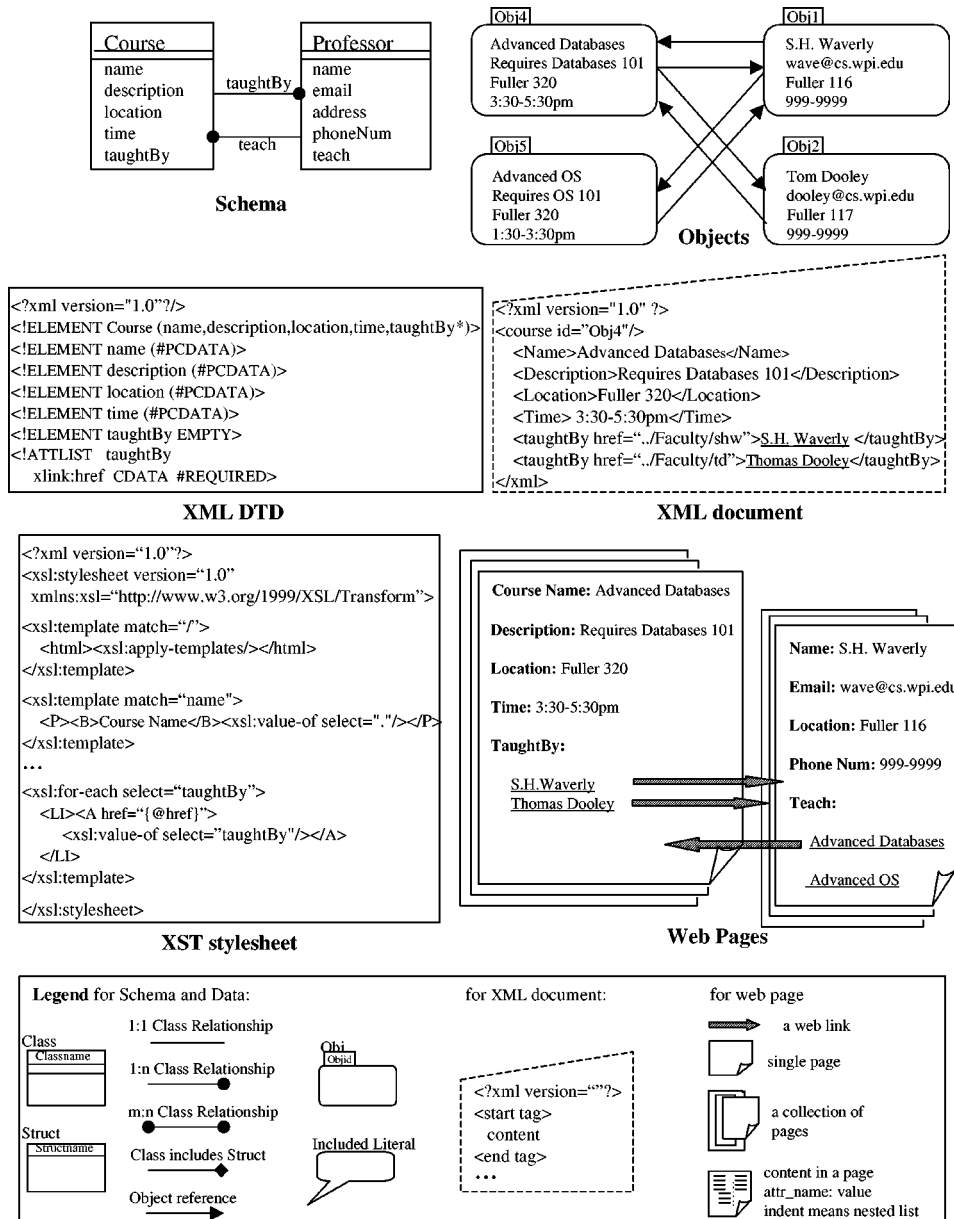 Course
name
description
location
time
taughtBy
taughtBy
teach
Professor
name
email
address
phoneNum
teach
Schema
Obj4
Advanced Databases
Requires Databases 101
Fuller 320
3:30-5:30pm
Obj1
S.H. Waverly
wave@cs.wpi.edu
Fuller 116
999-9999
Obj5
Advanced OS
Requires OS 101
Fuller 320
1:30-3:30pm
Obj2
Tom Dooley
dooley@cs.wpi.edu
Fuller 117
999-9999
Objects
<?xml version="1.0”?/>
<!ELEMENT Course (name,description,location,time,taughtBy*)>
<!ELEMENT name (#PCDATA)>
<!ELEMENT description (#PCDATA)>
<!ELEMENT location (#PCDATA)>
<!ELEMENT time (#PCDATA)>
<!ELEMENT taughtBy EMPTY>
<!ATTLIST taughtBy
xlink:href CDATA #REQUIRED>
XML DTD
<?xml version="1.0" ?>
<course id=”Obj4"/>
<Name>Advanced Databases</Name>
<Description>Requires Databases 101</Description>
<Location>Fuller 320</Location>
<Time> 3:30-5:30pm</Time>
<taughtBy href=“../Faculty/shw”>S.H. Waverly </taughtBy>
<taughtBy href=“../Faculty/td”>Thomas Dooley</taughtBy>
</xml>
XML document
<?xml version=“1.0”?>
<xsl:stylesheet version=“1.0”
xmlns:xsl=“http://www.w3.org/1999/XSL/Transform”>
<xsl:template match=“/”>
<html><xsl:apply-templates/></html>
</xsl:template>
<xsl:template match=“name">
<P><B>Course Name</B><xsl:value-of select="."/></P>
</xsl:template>
...
<xsl:for-each select=“taughtBy”>
<LI><A href=“{@href}”>
<xsl:value-of select=”taughtBy"/></A>
</LI>
</xsl:template>
</xsl:stylesheet>
XST stylesheet
Course Name: Advanced Databases
Description: Requires Databases 101
Location: Fuller 320
Time: 3:30-5:30pm
TaughtBy:
S.H.Waverly
Thomas Dooley
Name: S.H. Waverly
Email: wave@cs.wpi.edu
Location: Fuller 116
Phone Num: 999-9999
Teach:
Advanced Databases
Advanced OS
Web Pages
Legend for Schema and Data:
Class
Classname
Struct
Structname
1:1 Class Relationship
1:n Class Relationship
m:n Class Relationship
Class includes Struct
Object reference
Obj
Objid
Included Literal
for XML document:
<?xml version=“”?>
<start tag>
content
<end tag>
...
for web page
a web link
single page
a collection of
pages
content in a page
attr_name: value
indent means nested list